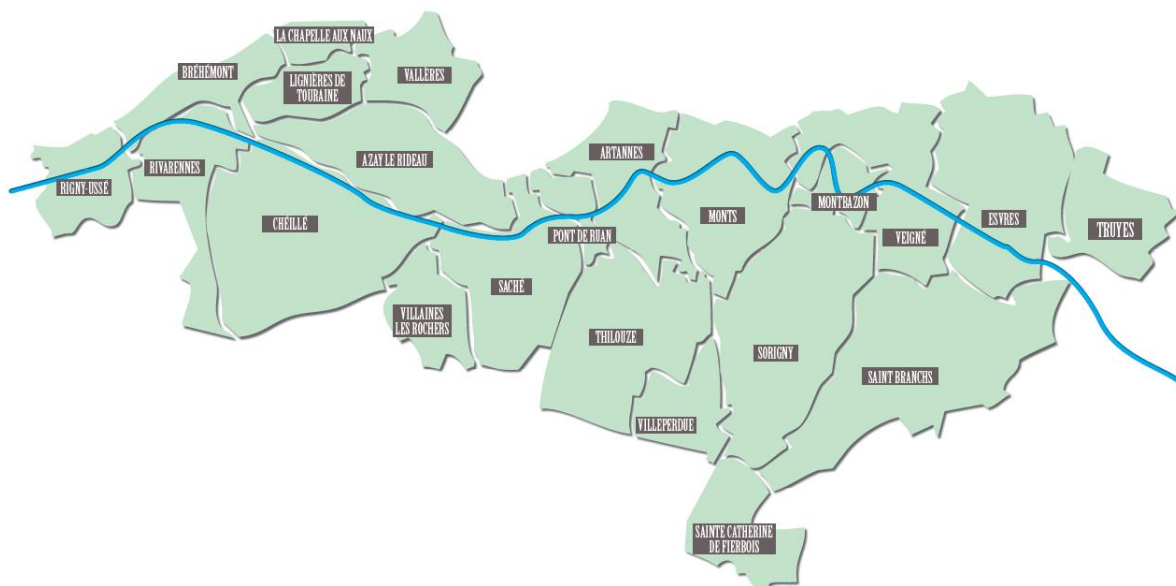 LA CHAPELLE AUX NAUX
BRÉHÉMONT
LIGNIÈRES DE
TOURAINE
VALLÈRES
RIGNY-USSÉ
RIVARENNES
AZAY LE RIDEAU
ARTANNES
CHEILLÉ
PONT DE RUAN
MONTS
MONTBAZON
VEIGNÉ
ESVRES
TRUYES
SACHÉ
VILLAINES
LES ROCHERS
THILOUZE
SORIGNY
SAINT BRANCHS
VILLEPERDUE
SAINTE CATHERINE
DE FIERBOIS